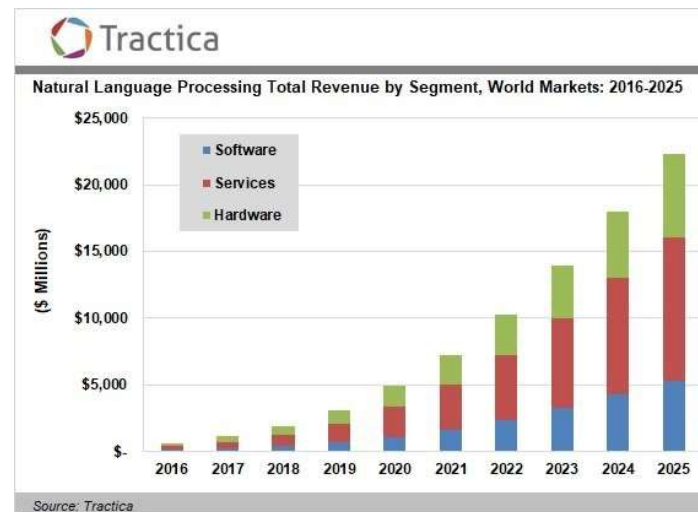 Tractica
Natural Language Processing Total Revenue by Segment, World Markets: 2016-2025
($ Millions)
$25,000
$20,000
$15,000
$10,000
$5,000
$-
Software
Services
Hardware
2016 2017 2018 2019 2020 2021 2022 2023 2024 2025
Source: Tractica